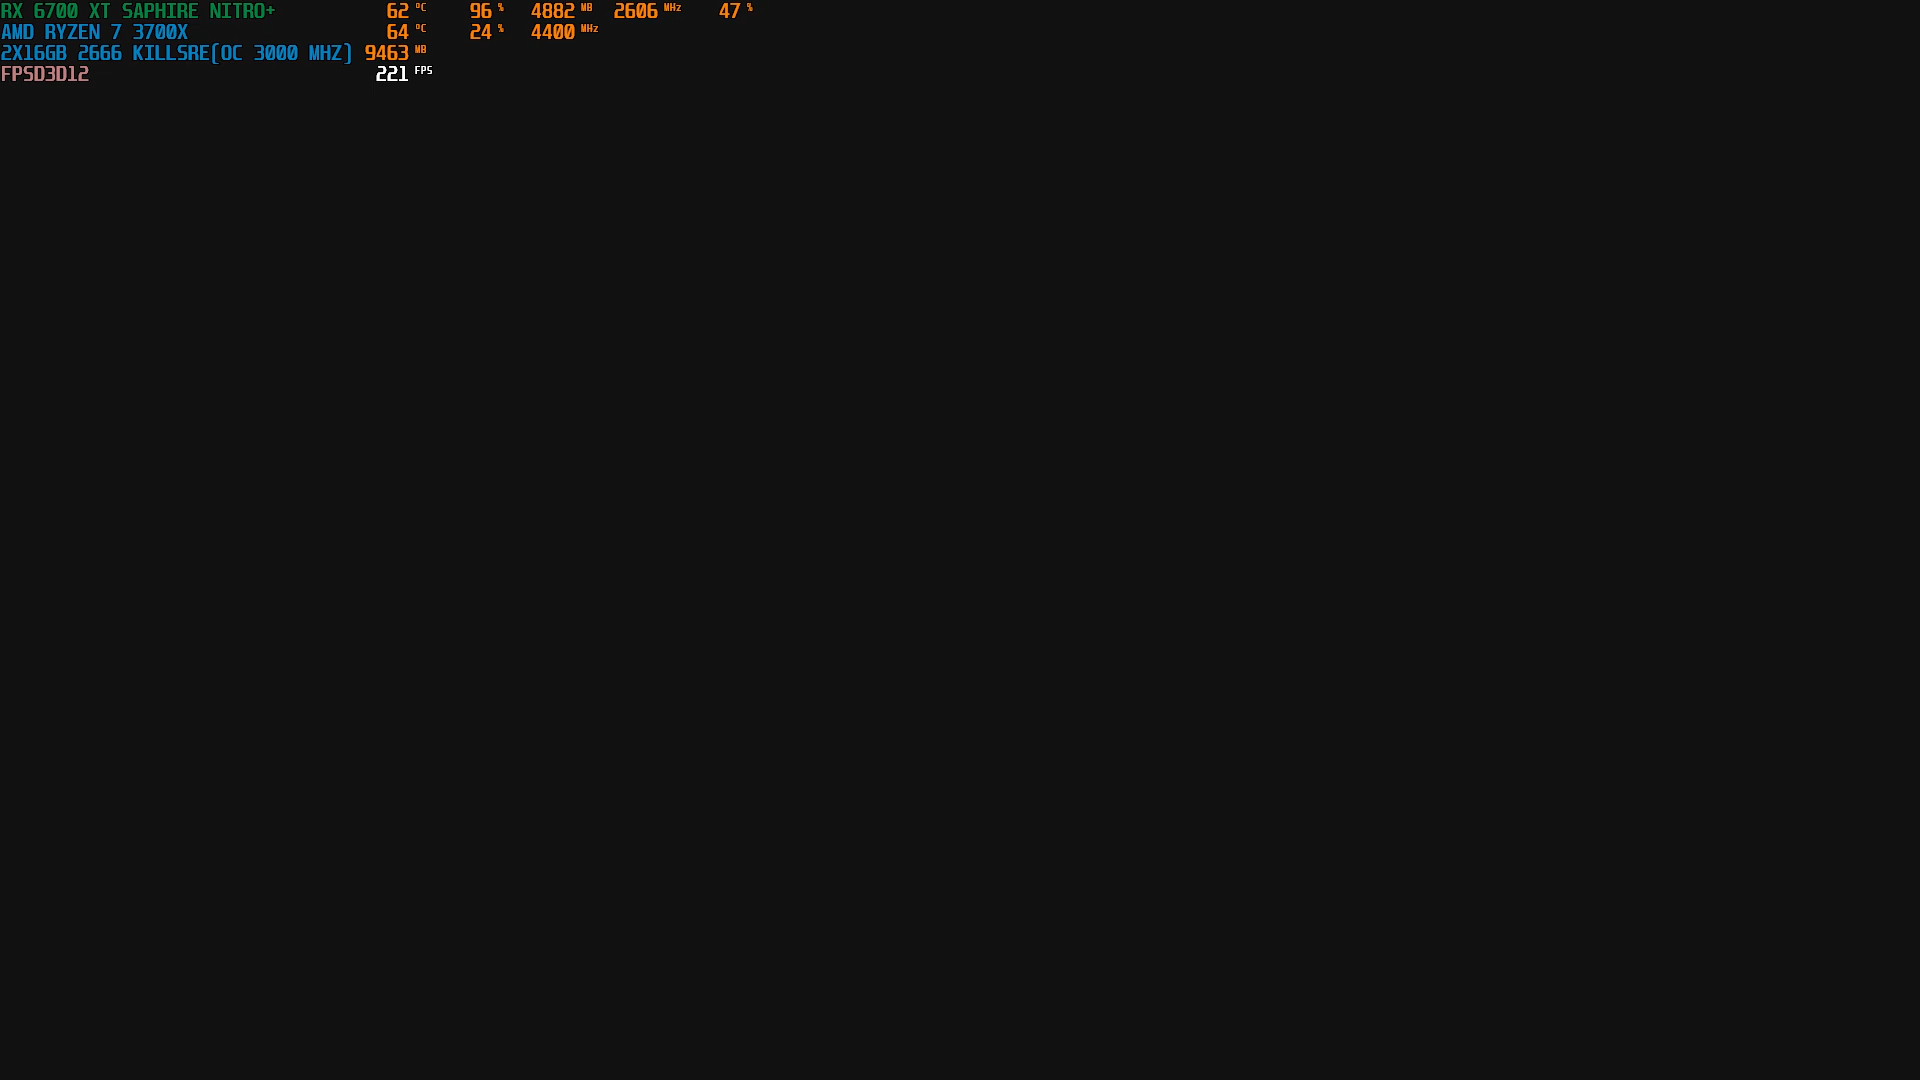 RX 6700 XT SAPHIRE NITRO+ 62 °C 96 % 4882 MB 2606 MHz 47 %
AMD RYZEN 7 3700X 64 °C 24 % 4400 MHz
2X16GB 2666 KILLSRE(OC 3000 MHZ) 9463 MB
FPSD3D12 221 FPS